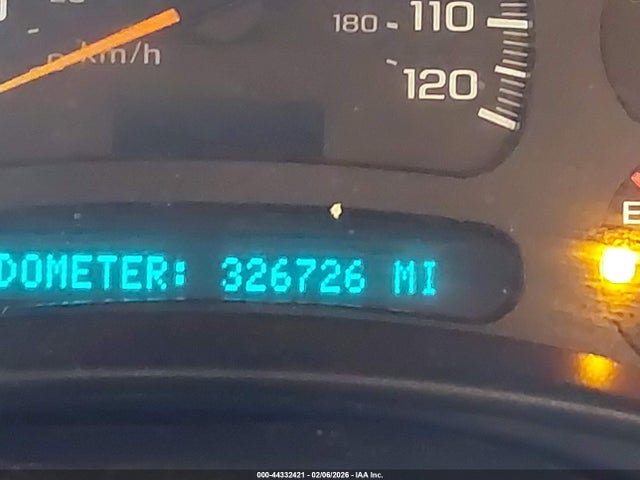 180 - 110
km/h
120
DOMETER: 326726 MI
E
000-44332421 - 02/06/2026 - IAA Inc.